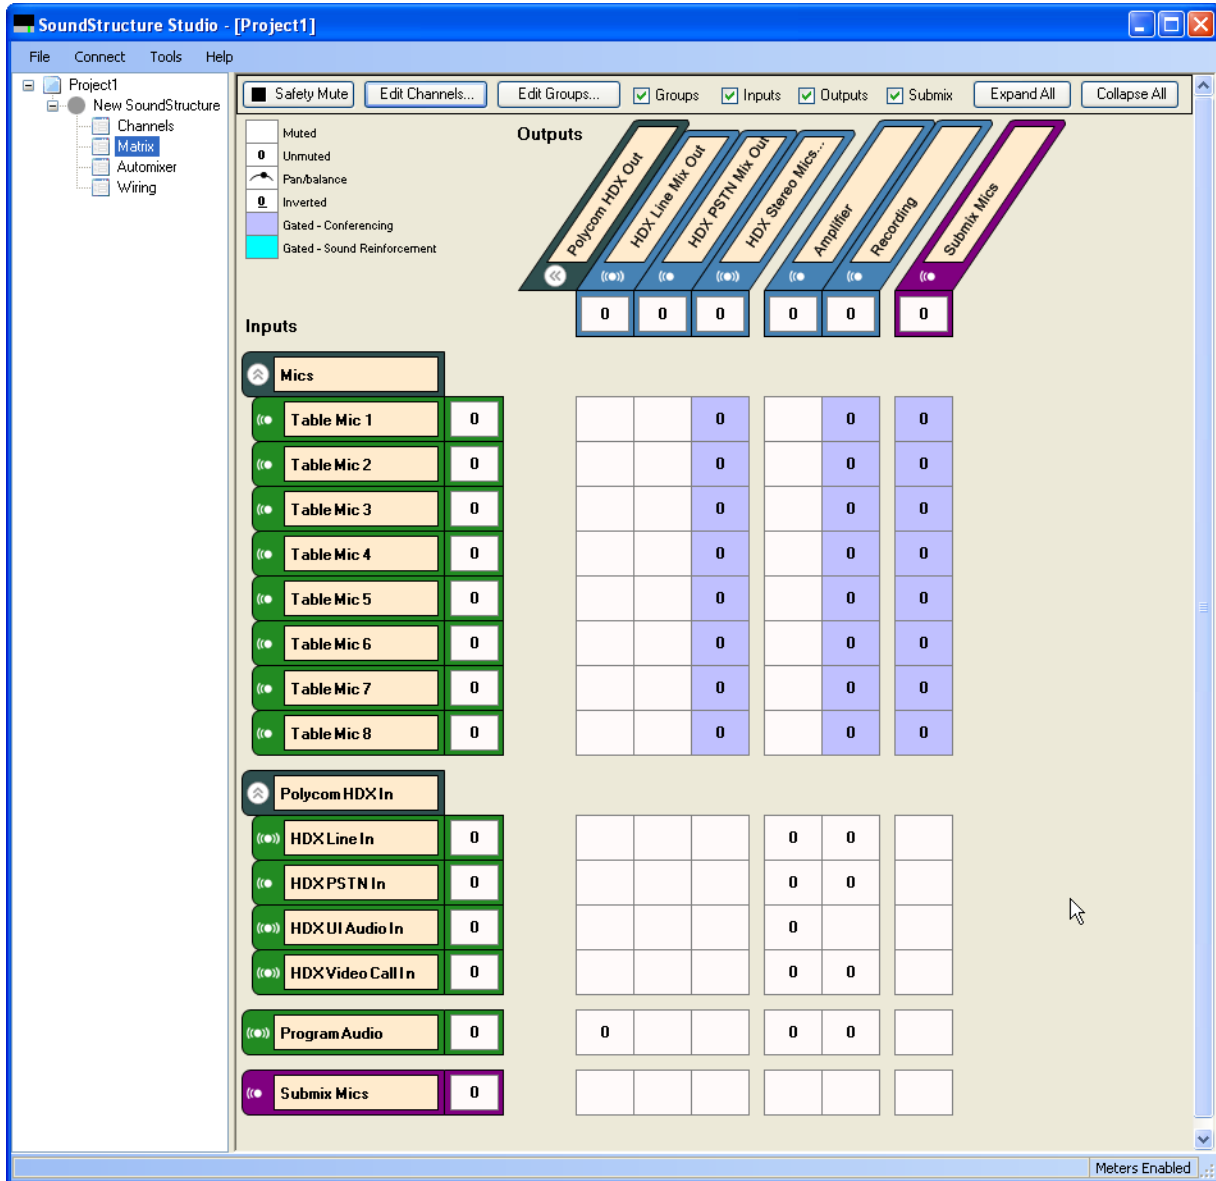 SoundStructure Studio - [Project1]
File Connect Tools Help
Project1
New SoundStructure
Channels
Matrix
Automixer
Wiring
Safety Mute Edit Channels... Edit Groups... Groups Inputs Outputs Submix Expand All Collapse All
Muted
0 Unmuted
Pan/balance
0 Inverted
Gated - Conferencing
Gated - Sound Reinforcement
Outputs
Polycom HDX Out
HDX Line Mix Out
HDX PSTN Mix Out
HDX Stereo Mics...
Amplifier
Recording
Submix Mics
0 0 0 0 0 0
Inputs
Mics
Table Mic 1 0 0 0 0
Table Mic 2 0 0 0 0
Table Mic 3 0 0 0 0
Table Mic 4 0 0 0 0
Table Mic 5 0 0 0 0
Table Mic 6 0 0 0 0
Table Mic 7 0 0 0 0
Table Mic 8 0 0 0 0
Polycom HDX In
HDX Line In 0 0 0
HDX PSTN In 0 0 0
HDX UI Audio In 0 0
HDX Video Call In 0 0 0
Program Audio 0 0 0 0
Submix Mics 0
Meters Enabled